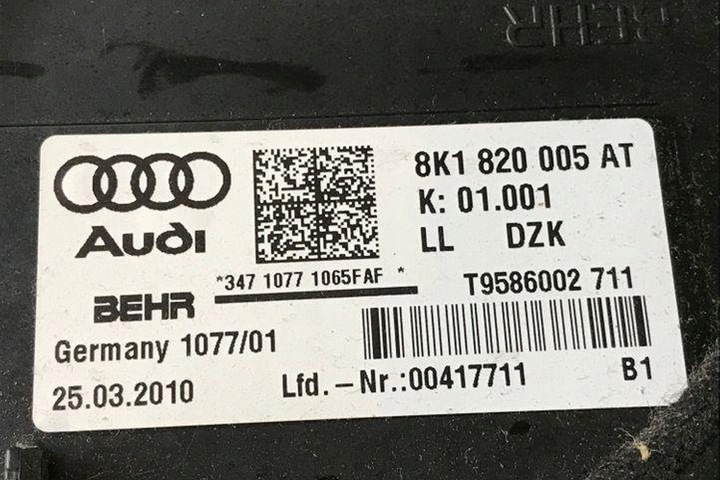 BEHR
Audi
8K1 820 005 AT
K: 01.001
LL DZK
*347 1077 1065FAF *
T9586002 711
BEHR
Germany 1077/01
25.03.2010
Lfd. –Nr.:00417711
B1